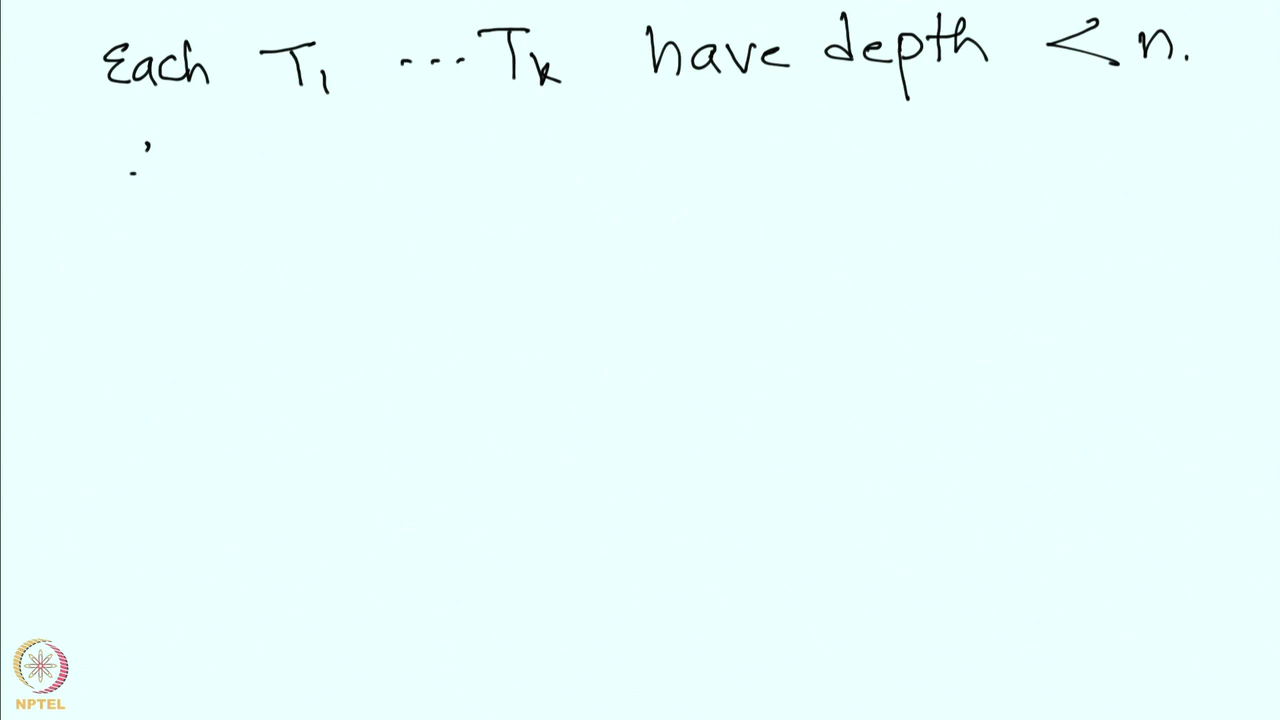 Each T₁ ... Tₖ have depth < n.
NPTEL